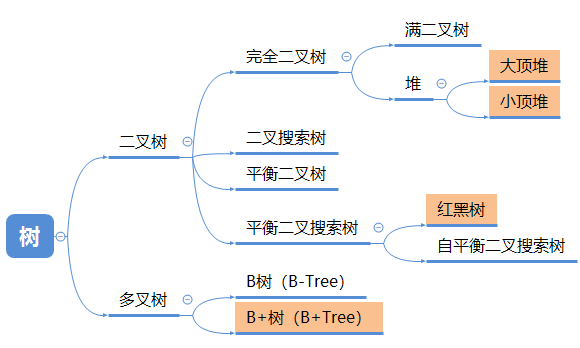 树
二叉树
完全二叉树
满二叉树
堆
大顶堆
小顶堆
二叉搜索树
平衡二叉树
平衡二叉搜索树
红黑树
自平衡二叉搜索树
多叉树
B树（B-Tree）
B+树（B+Tree）